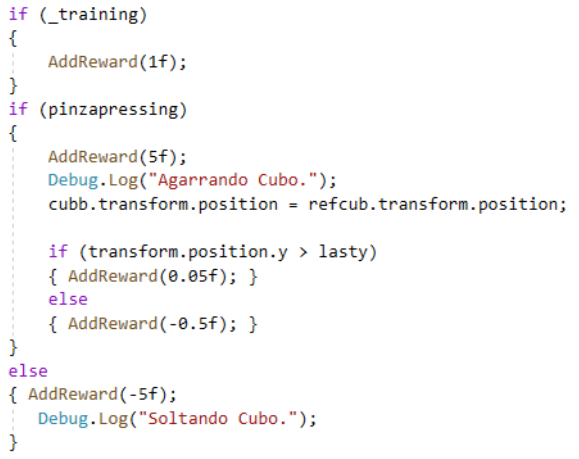 if (_training)
{
    AddReward(1f);
}
if (pinzapressing)
{
    AddReward(5f);
    Debug.Log("Agarrando Cubo.");
    cubb.transform.position = refcub.transform.position;

    if (transform.position.y > lasty)
    { AddReward(0.05f); }
    else
    { AddReward(-0.5f); }
}
else
{ AddReward(-5f);
   Debug.Log("Soltando Cubo.");
}